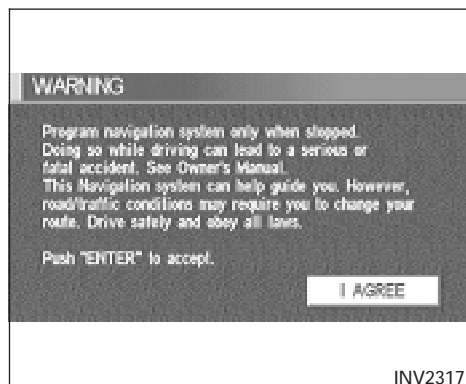 WARNING
Program navigation system only when stopped.
Doing so while driving can lead to a serious or
fatal accident. See Owner's Manual.
This Navigation system can help guide you. However,
road/traffic conditions may require you to change your
route. Drive safely and obey all laws.
Push "ENTER" to accept.
I AGREE
INV2317